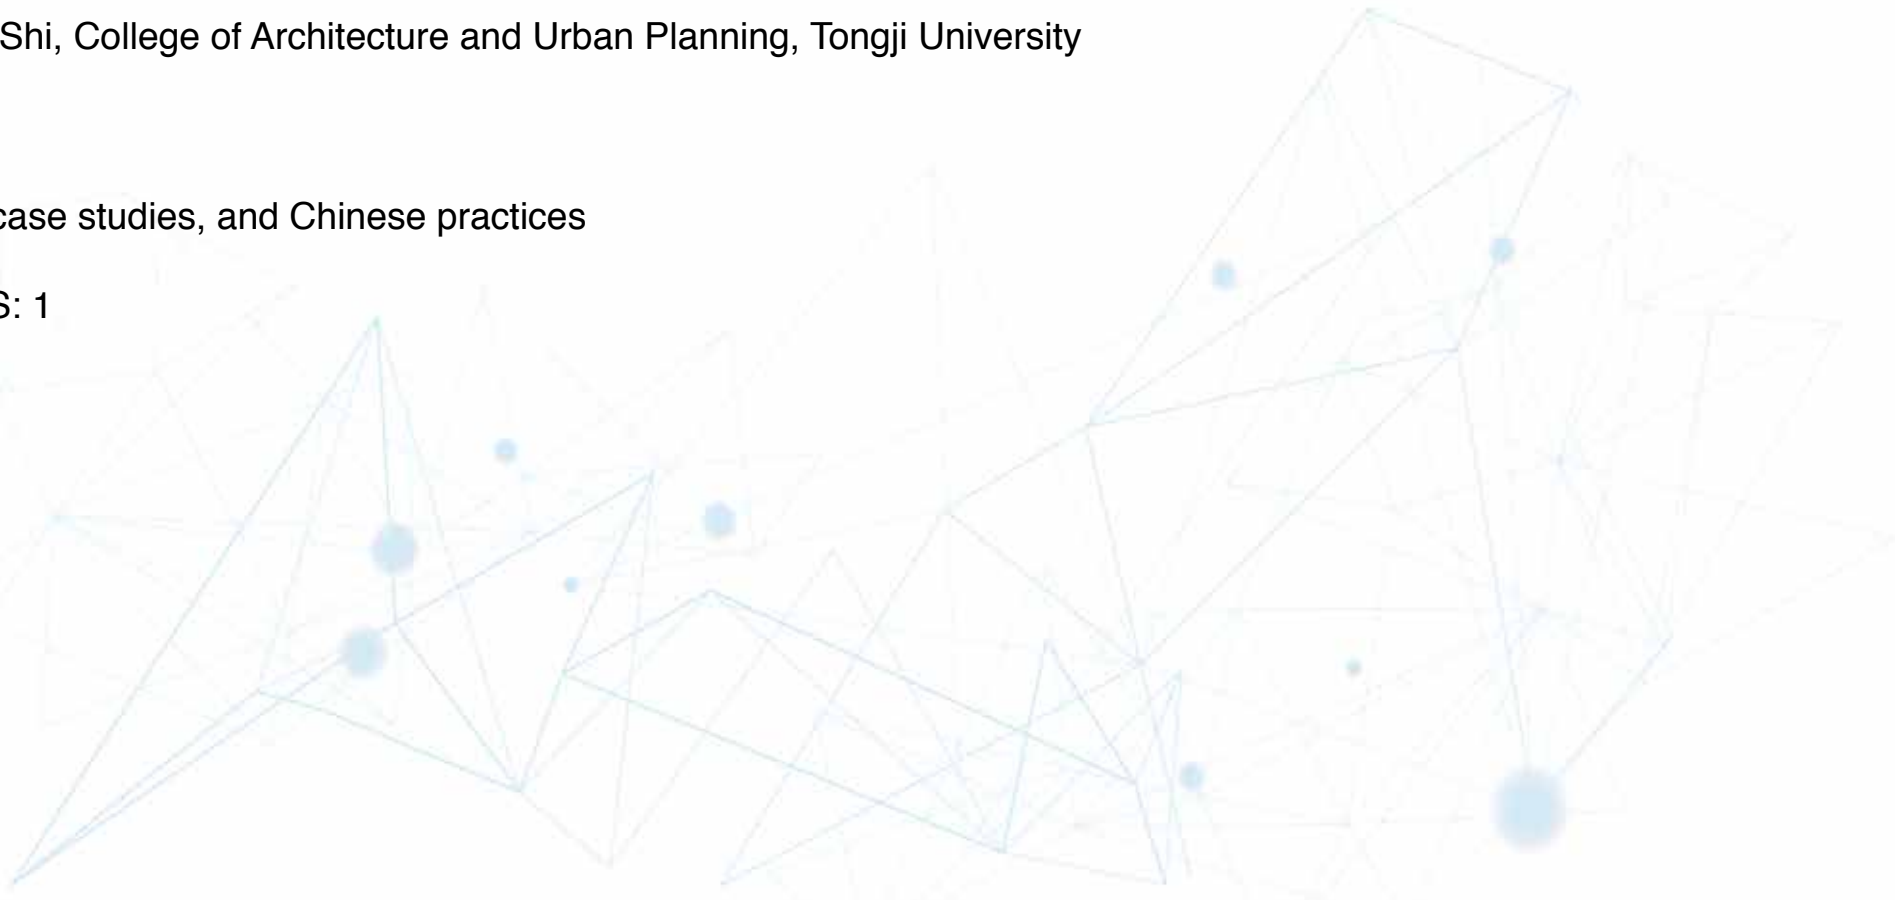 Shi, College of Architecture and Urban Planning, Tongji University
case studies, and Chinese practices
S: 1